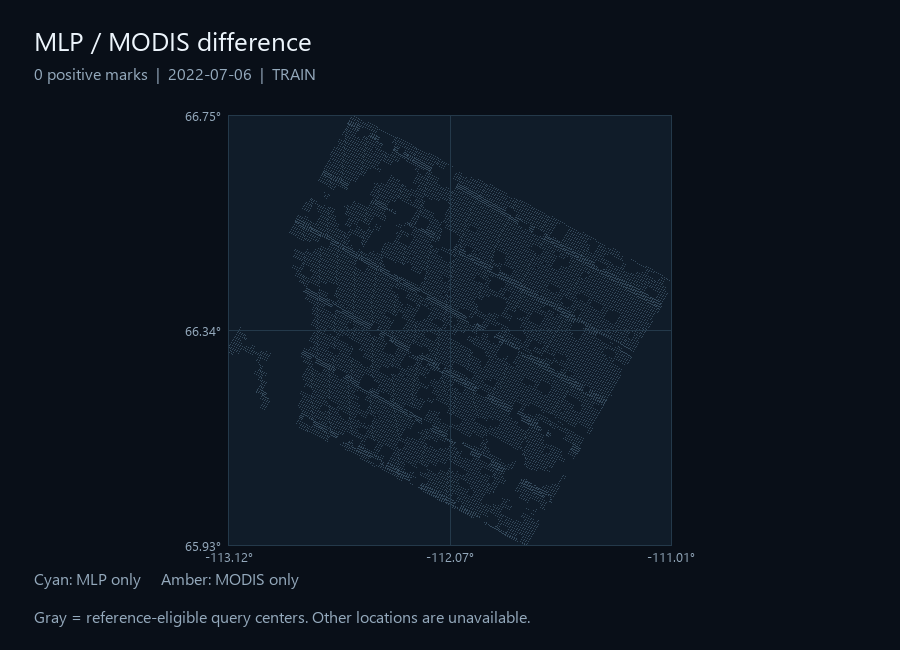 MLP / MODIS difference
0 positive marks | 2022-07-06 | TRAIN
66.75°
66.34°
65.93°
-113.12° -112.07° -111.01°
Cyan: MLP only Amber: MODIS only
Gray = reference-eligible query centers. Other locations are unavailable.